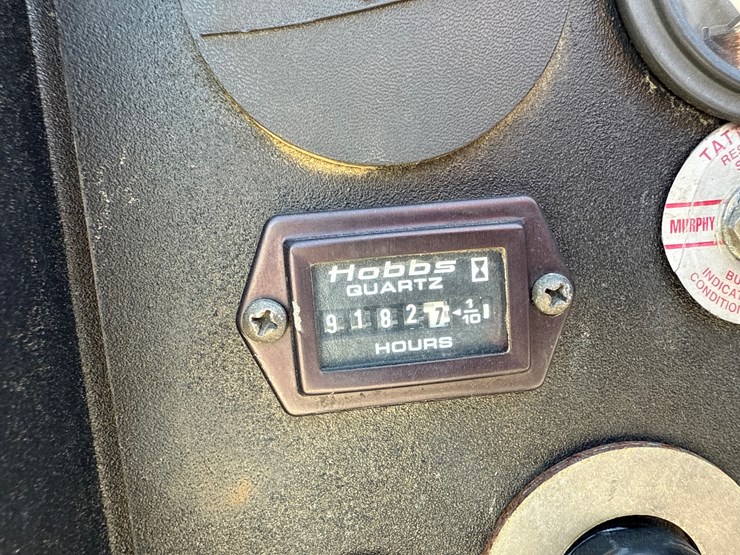 Hobbs
QUARTZ
9 1 8 2 7 1/10
HOURS
MURPHY